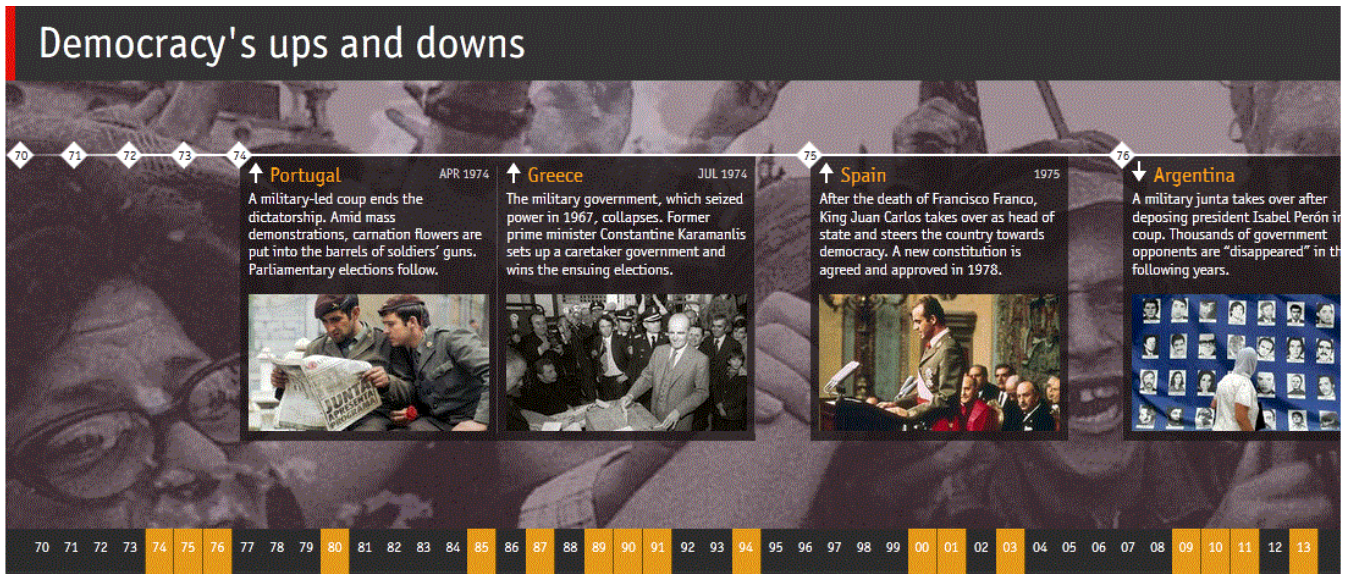 Democracy's ups and downs
70 71 72 73 74 75 76
Portugal APR 1974
A military-led coup ends the
dictatorship. Amid mass
demonstrations, carnation flowers are
put into the barrels of soldiers' guns.
Parliamentary elections follow.
JUNTA
Greece JUL 1974
The military government, which seized
power in 1967, collapses. Former
prime minister Constantine Karamanlis
sets up a caretaker government and
wins the ensuing elections.
Spain 1975
After the death of Francisco Franco,
King Juan Carlos takes over as head of
state and steers the country towards
democracy. A new constitution is
agreed and approved in 1978.
Argentina
A military junta takes over after
deposing president Isabel Perón in
coup. Thousands of government
opponents are “disappeared” in th
following years.
70 71 72 73 74 75 76 77 78 79 80 81 82 83 84 85 86 87 88 89 90 91 92 93 94 95 96 97 98 99 00 01 02 03 04 05 06 07 08 09 10 11 12 13